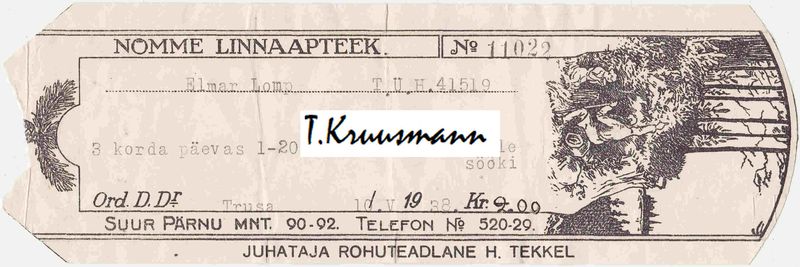 NÕMME LINNAAPTEEK. № 11022
Elmar Lomp T.U.H.41519
T.Kruusmann
3 korda päevas 1-20 le
sööki
Ord. D. Dr Trusa 10.V 1938. Kr. 9.00
SUUR PÄRNU MNT. 90-92. TELEFON № 520-29.
JUHATAJA ROHUTEADLANE H. TEKKEL